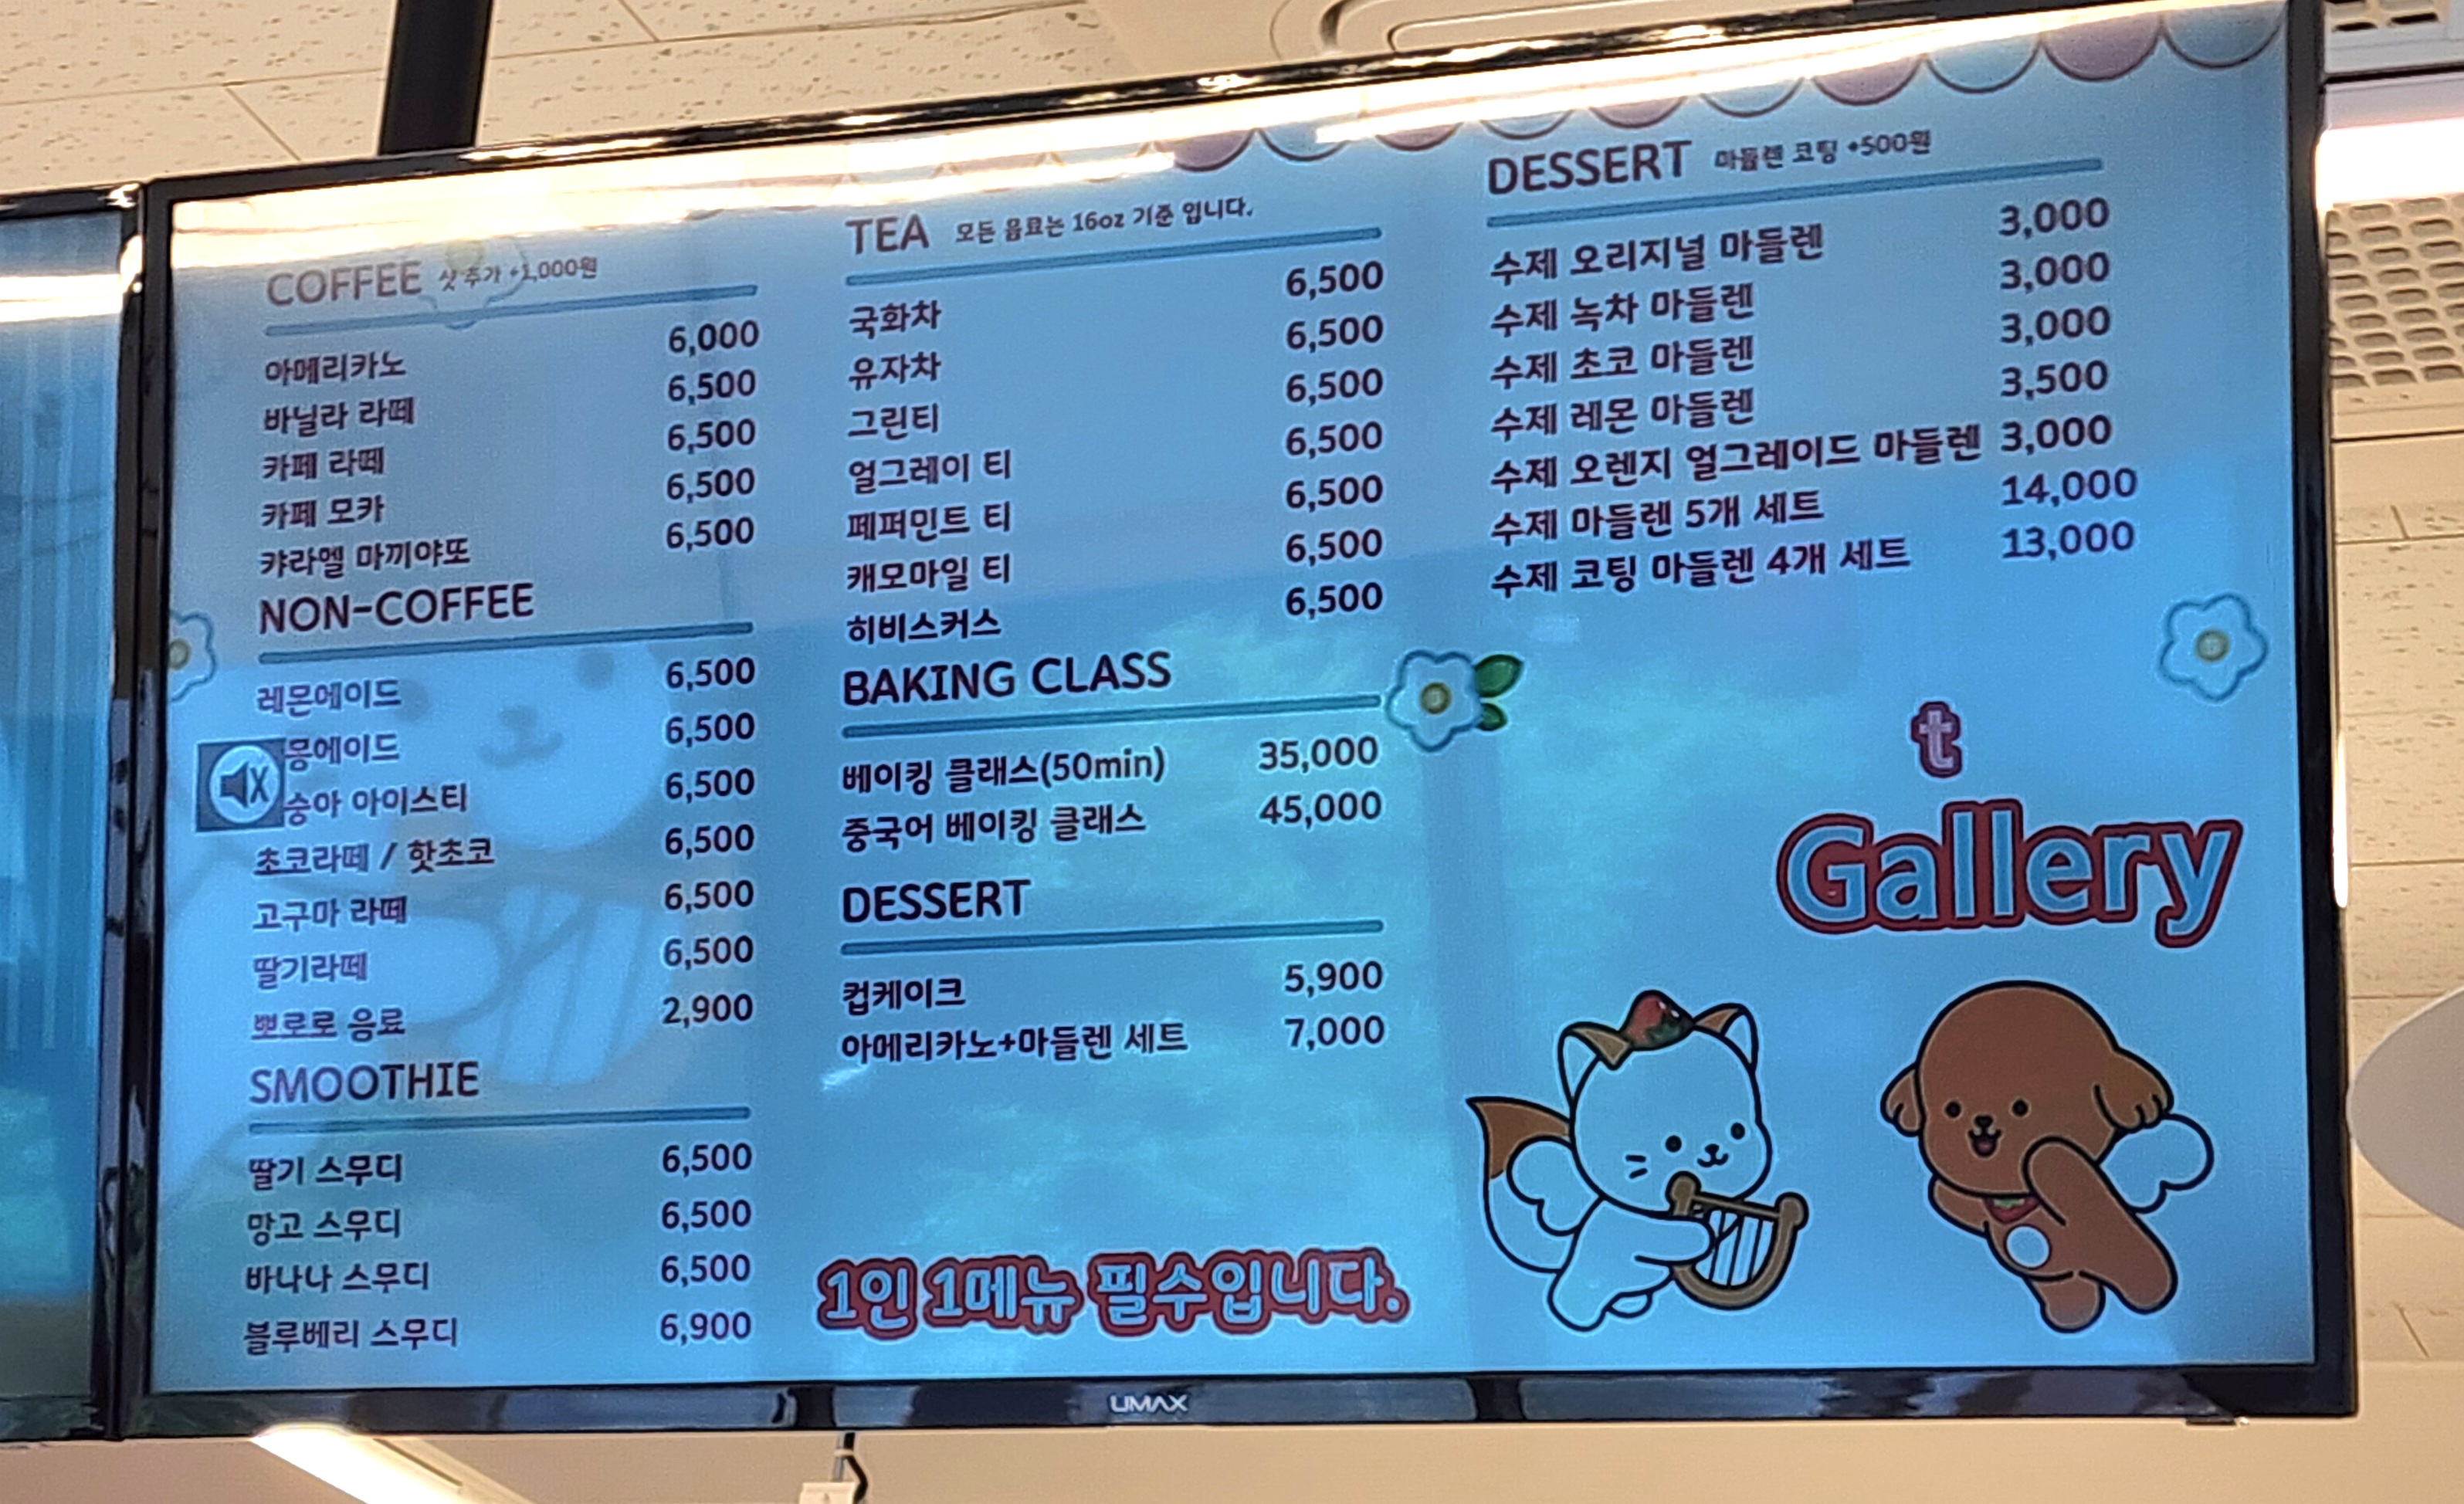 COFFEE 샷 추가 +1,000원
아메리카노 6,000
바닐라 라떼 6,500
카페 라떼 6,500
카페 모카 6,500
캬라멜 마끼야또 6,500
NON-COFFEE
레몬에이드 6,500
몽에이드 6,500
숭아 아이스티 6,500
초코라떼 / 핫초코 6,500
고구마 라떼 6,500
딸기라떼 6,500
뽀로로 음료 2,900
SMOOTHIE
딸기 스무디 6,500
망고 스무디 6,500
바나나 스무디 6,500
블루베리 스무디 6,900
TEA 모든 음료는 16oz 기준 입니다.
국화차 6,500
유자차 6,500
그린티 6,500
얼그레이 티 6,500
페퍼민트 티 6,500
캐모마일 티 6,500
히비스커스 6,500
BAKING CLASS
베이킹 클래스(50min) 35,000
중국어 베이킹 클래스 45,000
DESSERT
컵케이크 5,900
아메리카노+마들렌 세트 7,000
1인 1메뉴 필수입니다.
DESSERT 마들렌 코팅 +500원
수제 오리지널 마들렌 3,000
수제 녹차 마들렌 3,000
수제 초코 마들렌 3,000
수제 레몬 마들렌 3,500
수제 오렌지 얼그레이드 마들렌 3,000
수제 마들렌 5개 세트 14,000
수제 코팅 마들렌 4개 세트 13,000
t
Gallery
UMAX